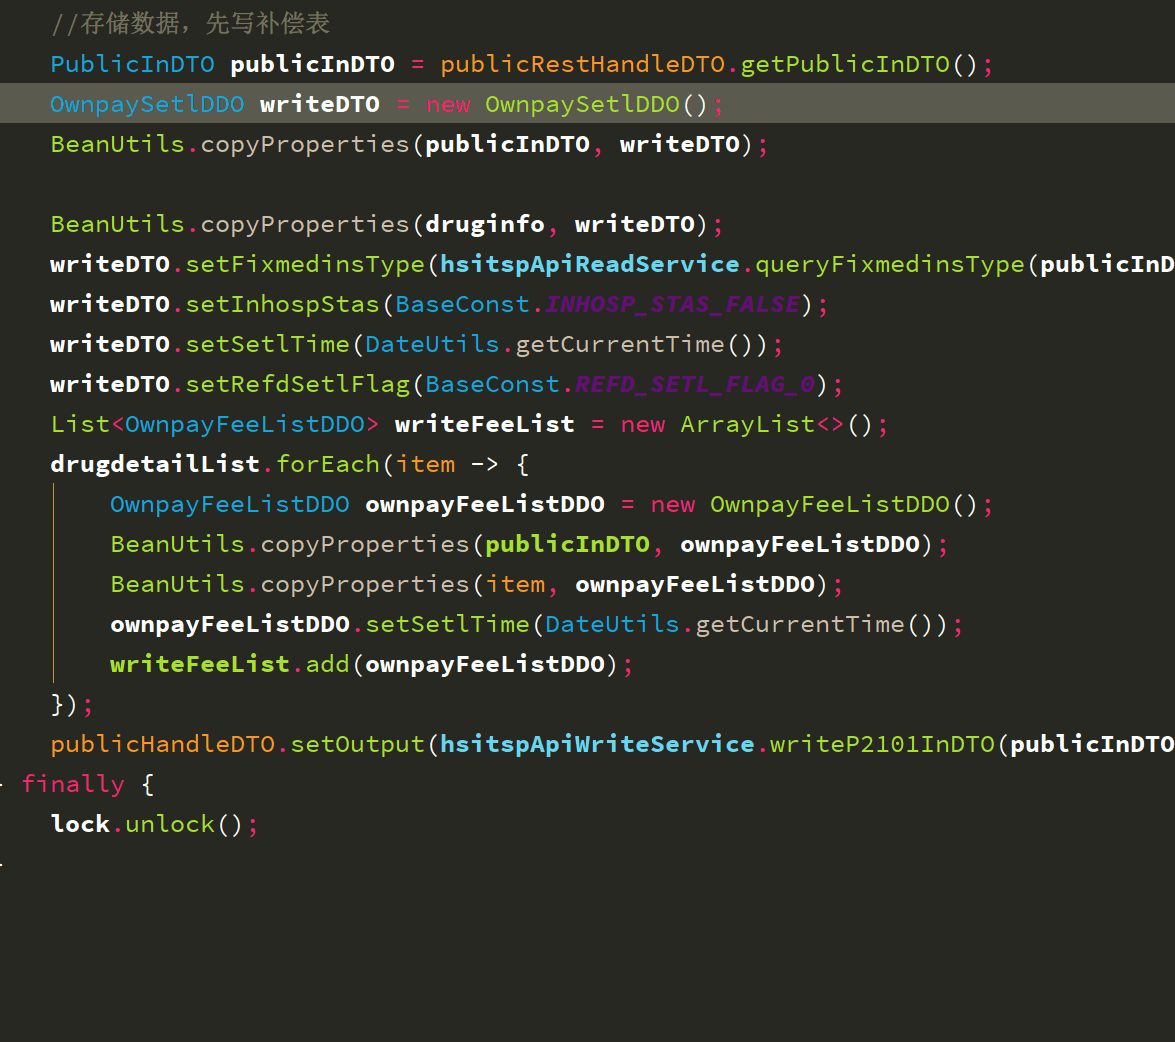 //存储数据，先写补偿表
PublicInDTO publicInDTO = publicRestHandleDTO.getPublicInDTO();
OwnpaySetlDDO writeDTO = new OwnpaySetlDDO();
BeanUtils.copyProperties(publicInDTO, writeDTO);
BeanUtils.copyProperties(druginfo, writeDTO);
writeDTO.setFixmedinsType(hsitspApiReadService.queryFixmedinsType(publicInD
writeDTO.setInhospStas(BaseConst.INHOSP_STAS_FALSE);
writeDTO.setSetlTime(DateUtils.getCurrentTime());
writeDTO.setRefdSetlFlag(BaseConst.REFD_SETL_FLAG_0);
List<OwnpayFeeListDDO> writeFeeList = new ArrayList<>();
drugdetailList.forEach(item -> {
OwnpayFeeListDDO ownpayFeeListDDO = new OwnpayFeeListDDO();
BeanUtils.copyProperties(publicInDTO, ownpayFeeListDDO);
BeanUtils.copyProperties(item, ownpayFeeListDDO);
ownpayFeeListDDO.setSetlTime(DateUtils.getCurrentTime());
writeFeeList.add(ownpayFeeListDDO);
});
publicHandleDTO.setOutput(hsitspApiWriteService.writeP2101InDTO(publicInDTO
finally {
lock.unlock();